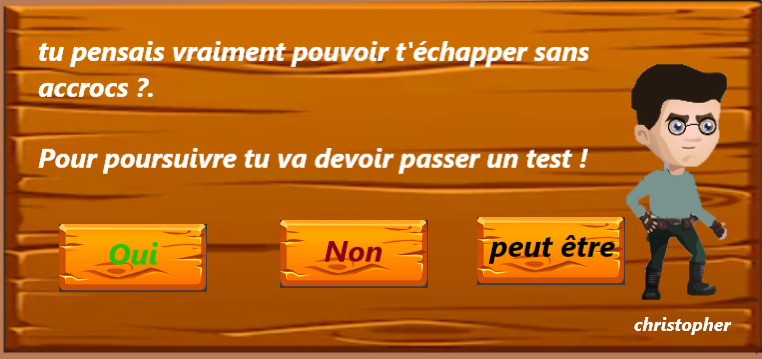 tu pensais vraiment pouvoir t'échapper sans
accrocs ?.
Pour poursuivre tu va devoir passer un test !
Oui
Non
peut être
christopher